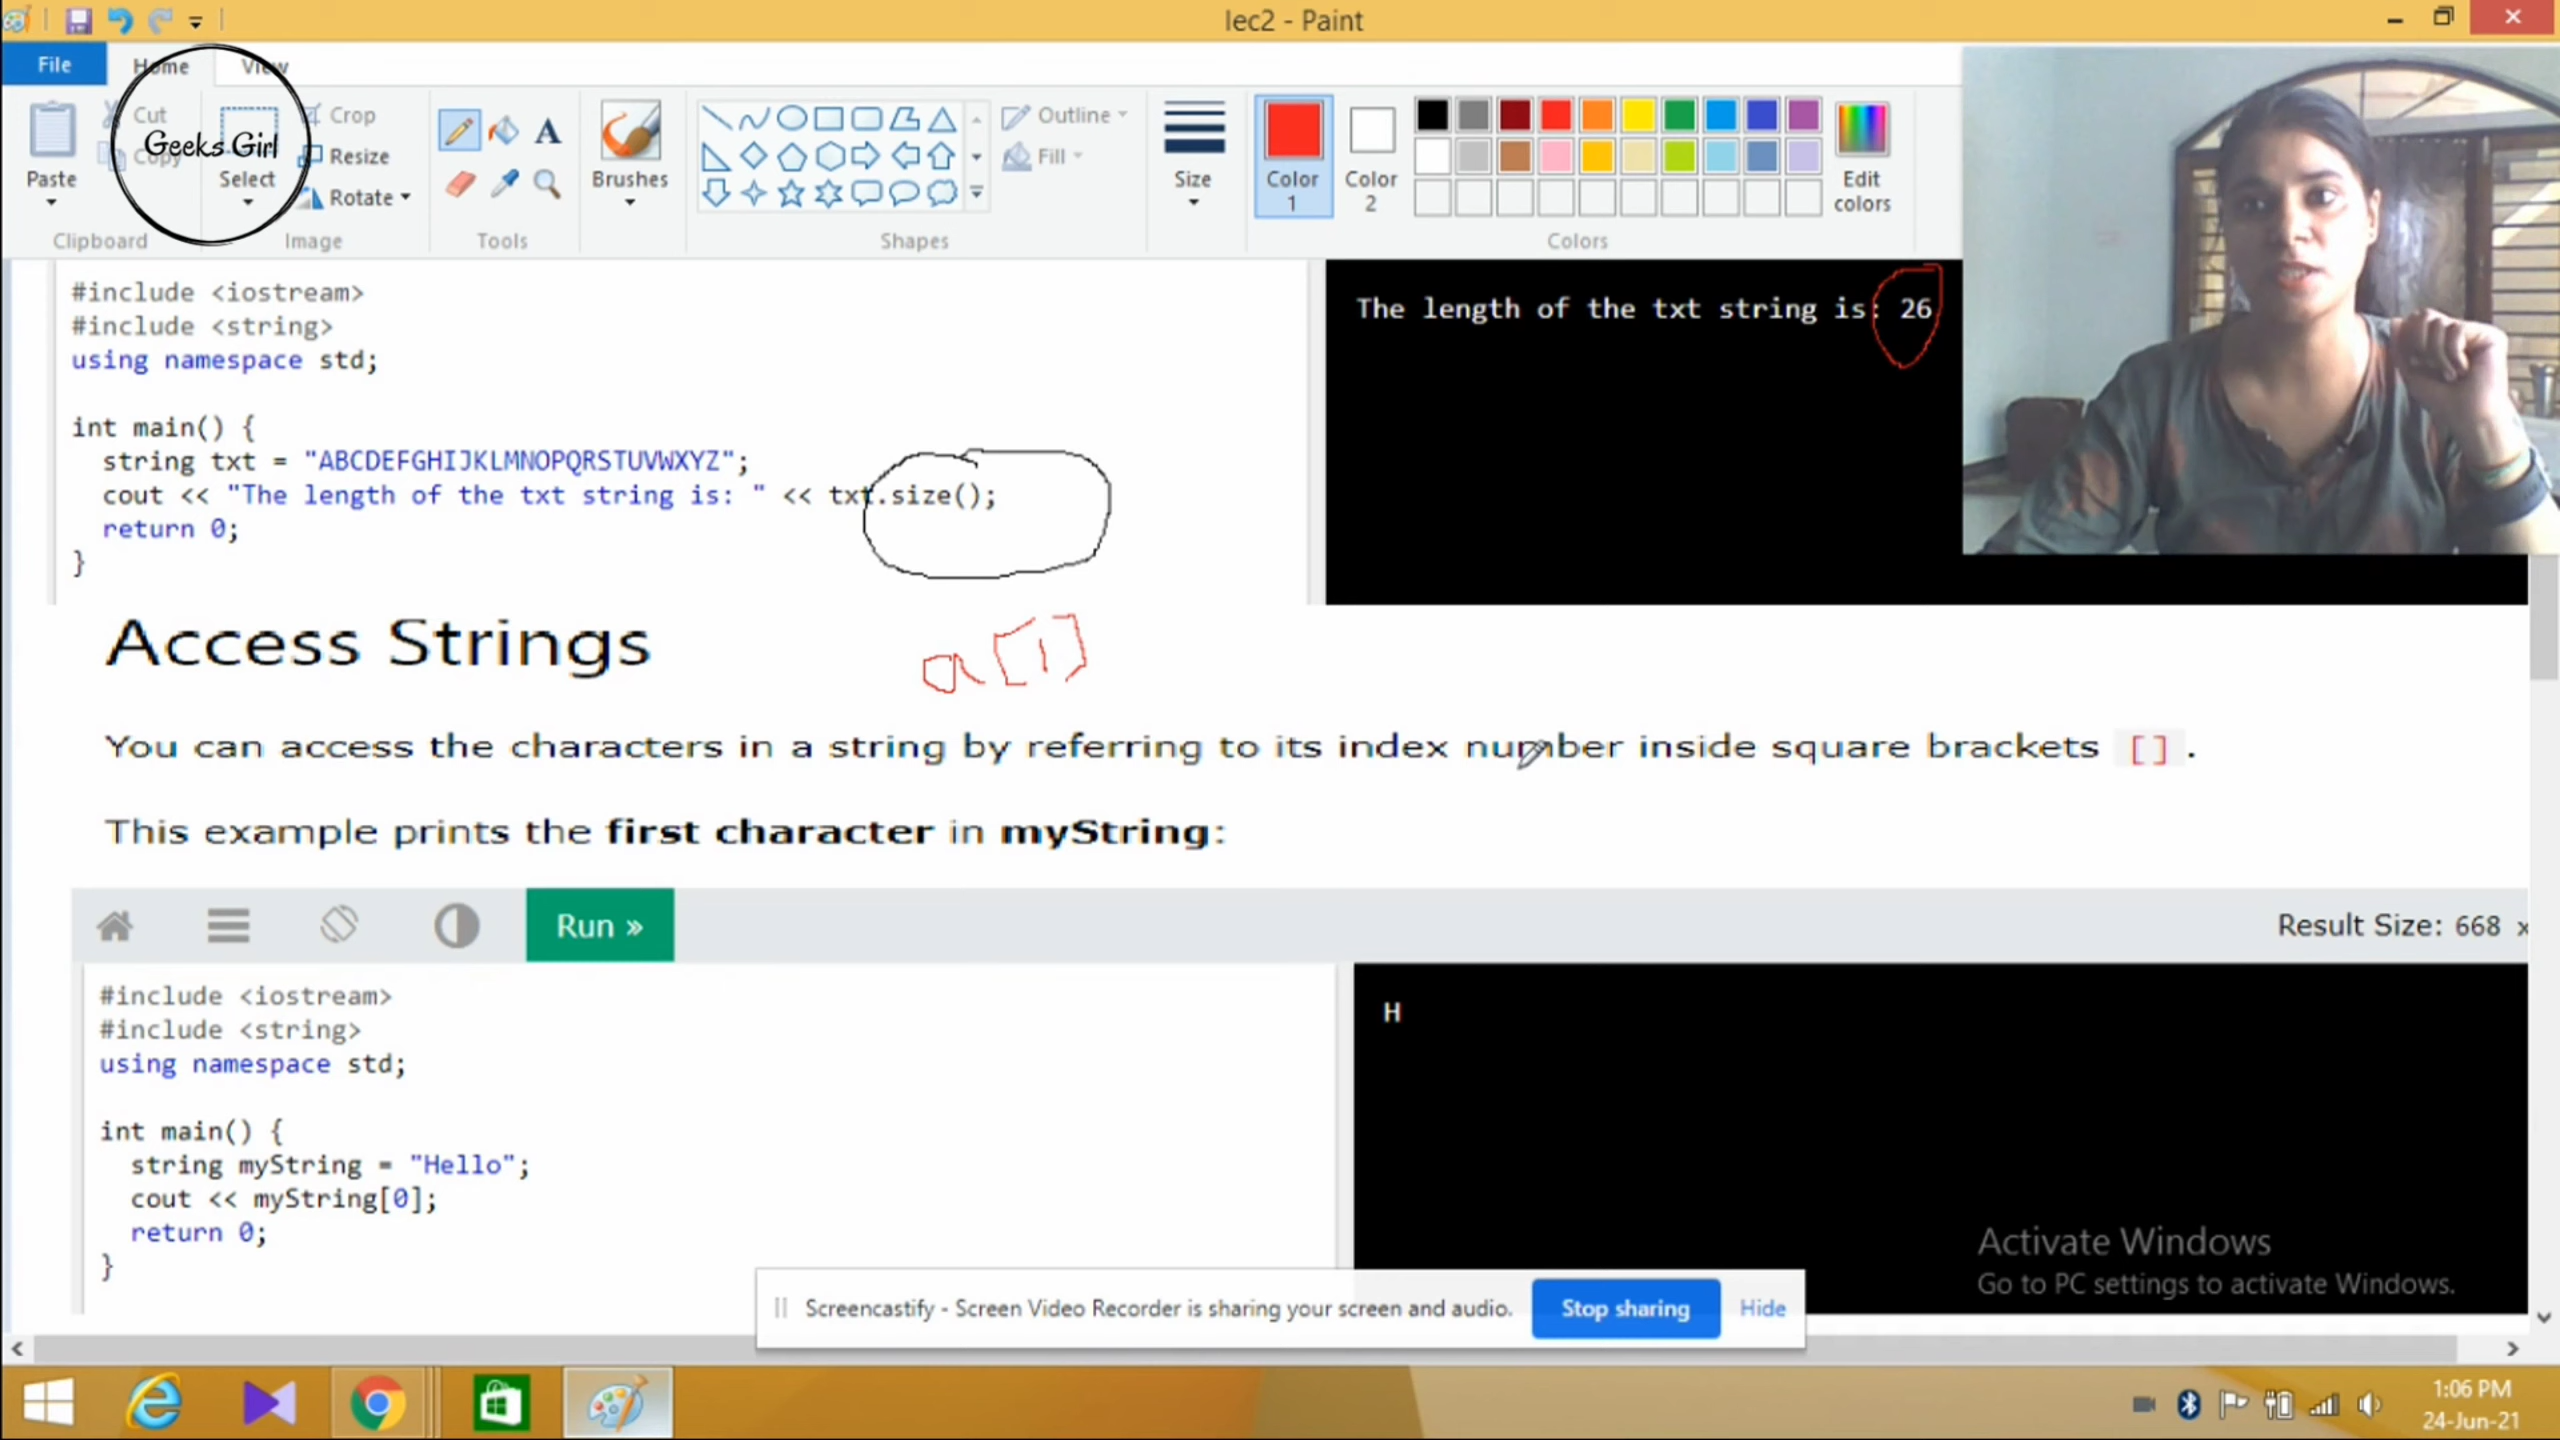 lec2 - Paint
File
Home
View
Cut
Copy
Paste
Geeks Girl
Select
Crop
Resize
Rotate
Brushes
Outline
Fill
Size
Color
1
Color
2
Edit
colors
Clipboard
Image
Tools
Shapes
Colors
#include <iostream>
#include <string>
using namespace std;
int main() {
string txt = "ABCDEFGHIJKLMNOPQRSTUVWXYZ";
cout << "The length of the txt string is: " << txt.size();
return 0;
}
The length of the txt string is: 26
Access Strings
a[1]
You can access the characters in a string by referring to its index number inside square brackets [] .
This example prints the first character in myString:
Run »
Result Size: 668 x
#include <iostream>
#include <string>
using namespace std;
int main() {
string myString = "Hello";
cout << myString[0];
return 0;
}
H
Activate Windows
Go to PC settings to activate Windows.
Screencastify - Screen Video Recorder is sharing your screen and audio.
Stop sharing
Hide
1:06 PM
24-Jun-21